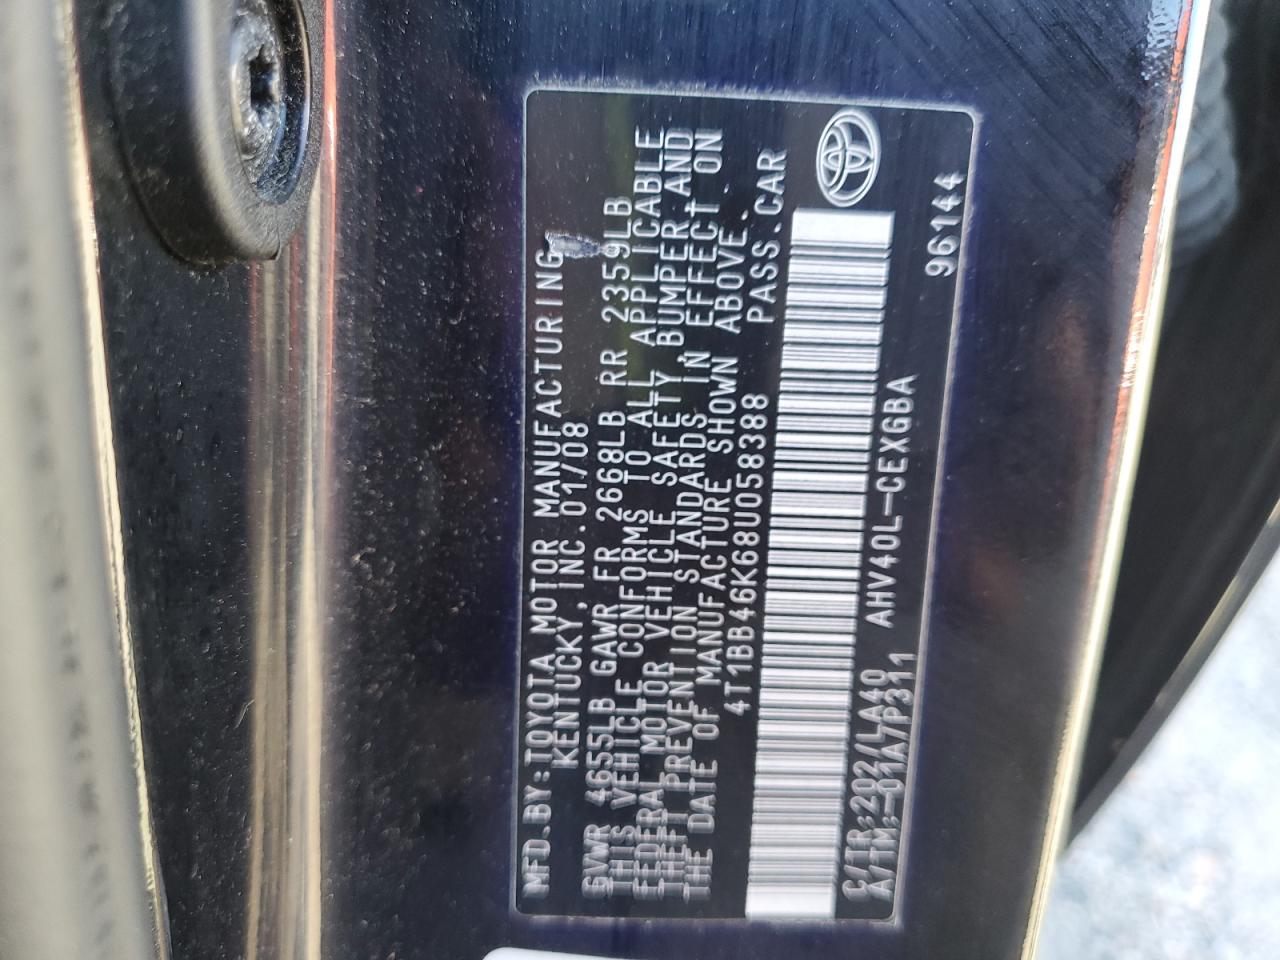 MFD.BY:TOYOTA MOTOR MANUFACTURING
KENTUCKY, INC. 01/08
GVWR 4655LB GAWR FR 2668LB RR 2359LB
THIS VEHICLE CONFORMS TO ALL APPLICABLE
FEDERAL MOTOR VEHICLE SAFETY,BUMPER,AND
THEFT PREVENTION STANDARDS IN EFFECT ON
THE DATE OF MANUFACTURE SHOWN ABOVE.
4T1BB46K68U058388 PASS.CAR
C/TR:202/LA40 AHV40L-CEXGBA
A/TM:-01A/P311
96144